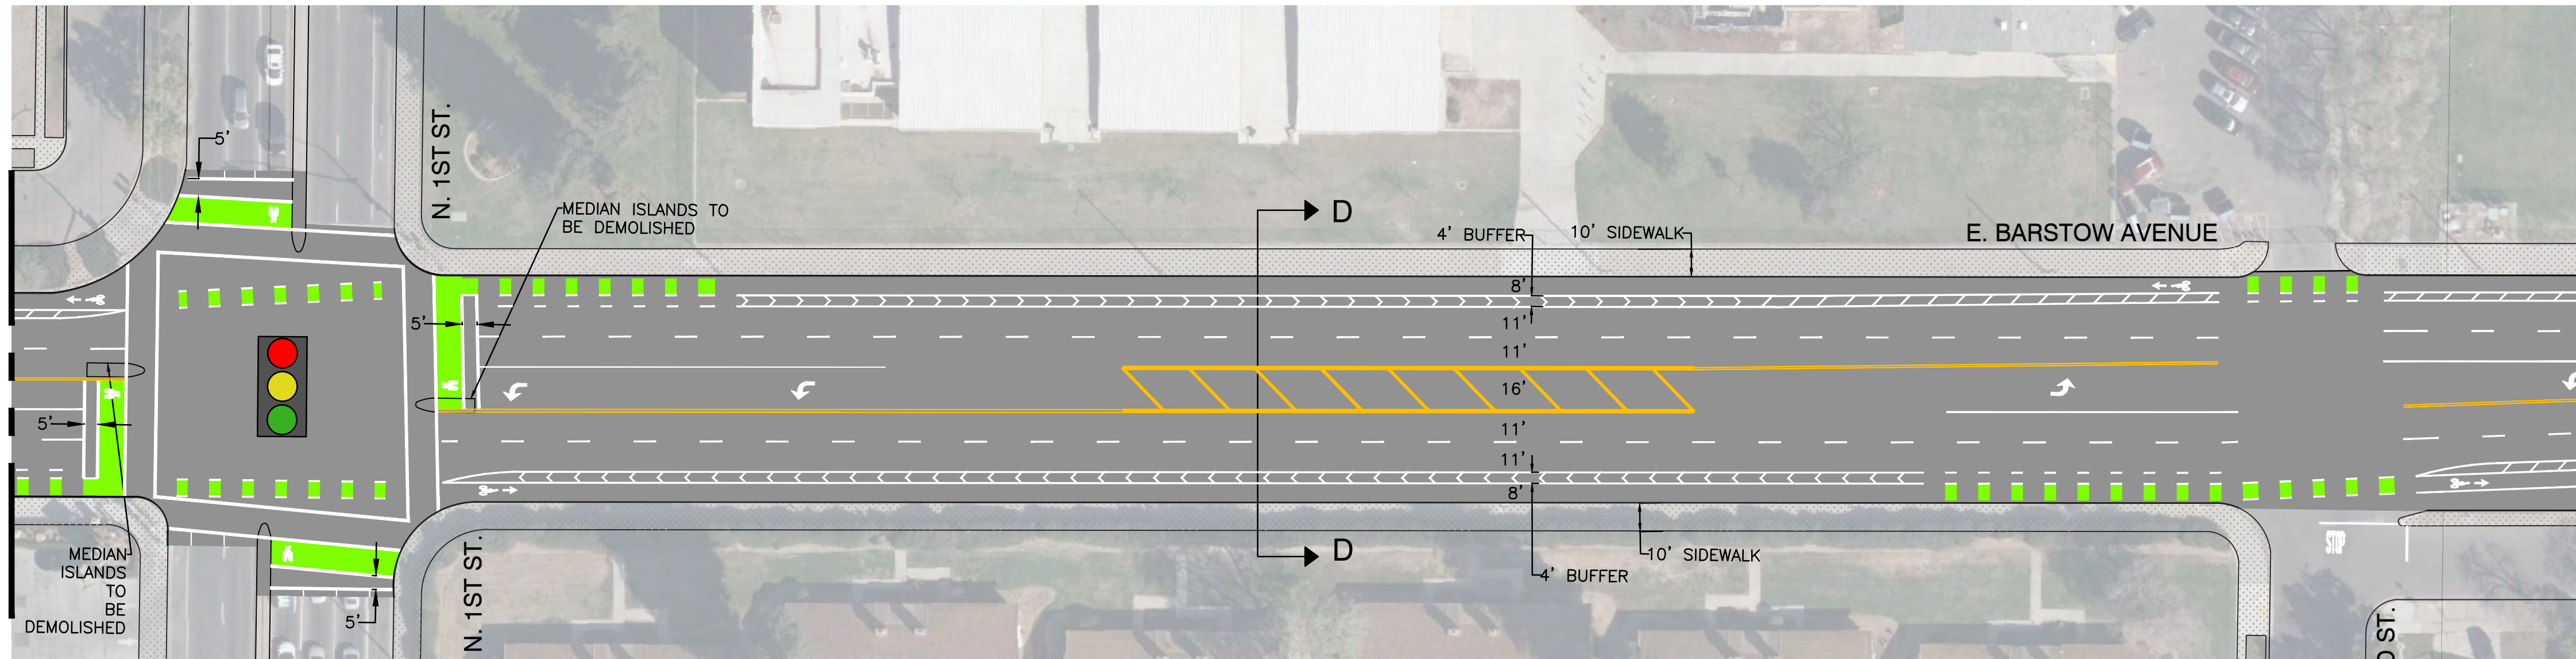 5'
N. 1ST ST.
MEDIAN ISLANDS TO
BE DEMOLISHED
D
4' BUFFER
10' SIDEWALK
E. BARSTOW AVENUE
8'
5'
11'
11'
16'
5'
11'
11'
8'
MEDIAN
ISLANDS
TO
BE
DEMOLISHED
5'
N. 1ST ST.
D
10' SIDEWALK
4' BUFFER
STOP
ST.